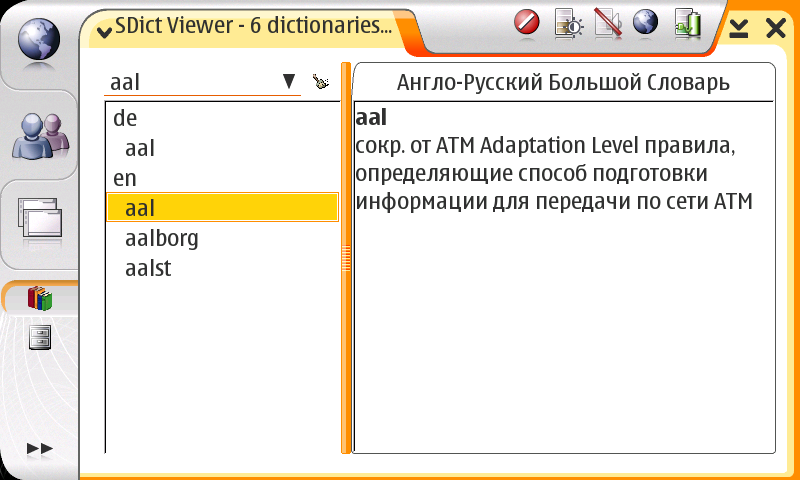 SDict Viewer - 6 dictionaries...
aal
de
aal
en
aal
aalborg
aalst
Англо-Русский Большой Словарь
aal
сокр. от ATM Adaptation Level правила,
определяющие способ подготовки
информации для передачи по сети ATM